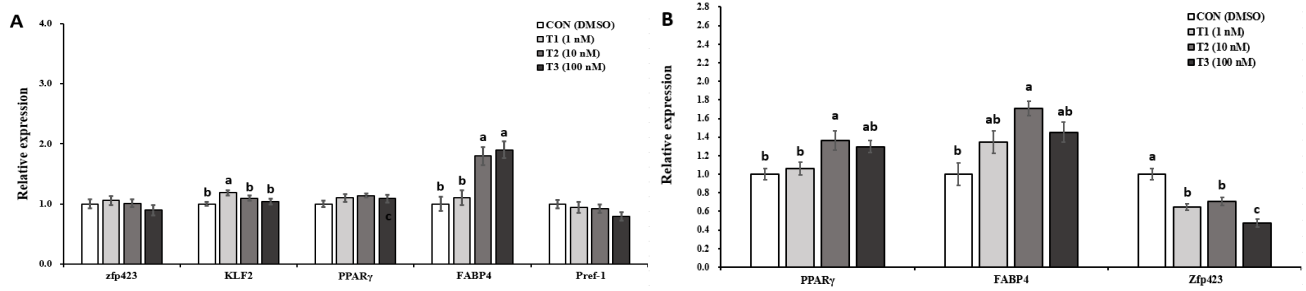 A
4.0
3.0
2.0
1.0
0.0
Relative expression
CON (DMSO)
T1 (1 nM)
T2 (10 nM)
T3 (100 nM)
b a b b
c
b b a a
zfp423 KLF2 PPARγ FABP4 Pref-1
B
2.8
2.6
2.4
2.2
2.0
1.8
1.6
1.4
1.2
1.0
0.8
0.6
0.4
0.2
0.0
Relative expression
CON (DMSO)
T1 (1 nM)
T2 (10 nM)
T3 (100 nM)
b b a ab
b ab a ab
a b b c
PPARγ FABP4 Zfp423